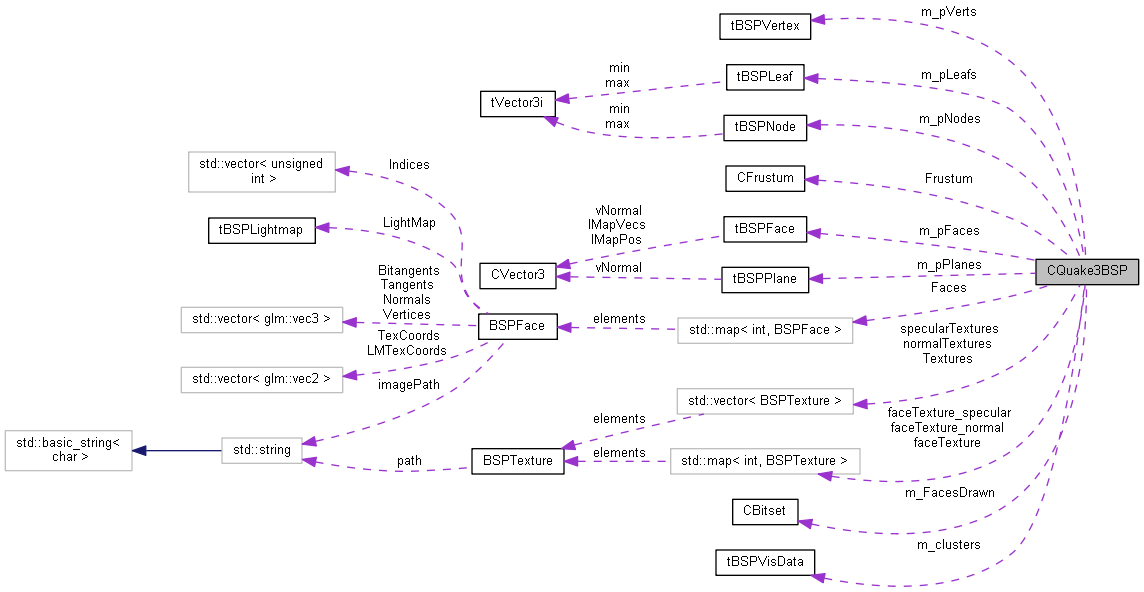 m_pVerts
tBSPVertex
min
max
tBSPLeaf
m_pLeafs
tVector3i
min
max
tBSPNode
m_pNodes
std::vector< unsigned
int >
Indices
CFrustum
Frustum
tBSPLightmap
LightMap
vNormal
lMapVecs
lMapPos
tBSPFace
m_pFaces
CVector3
vNormal
tBSPPlane
m_pPlanes
CQuake3BSP
Bitangents
Tangents
Normals
Vertices
std::vector< glm::vec3 >
BSPFace
elements
std::map< int, BSPFace >
Faces
TexCoords
LMTexCoords
std::vector< glm::vec2 >
specularTextures
normalTextures
Textures
imagePath
std::vector< BSPTexture >
elements
faceTexture_specular
faceTexture_normal
faceTexture
std::basic_string<
char >
std::string
path
BSPTexture
elements
std::map< int, BSPTexture >
m_FacesDrawn
CBitset
m_clusters
tBSPVisData